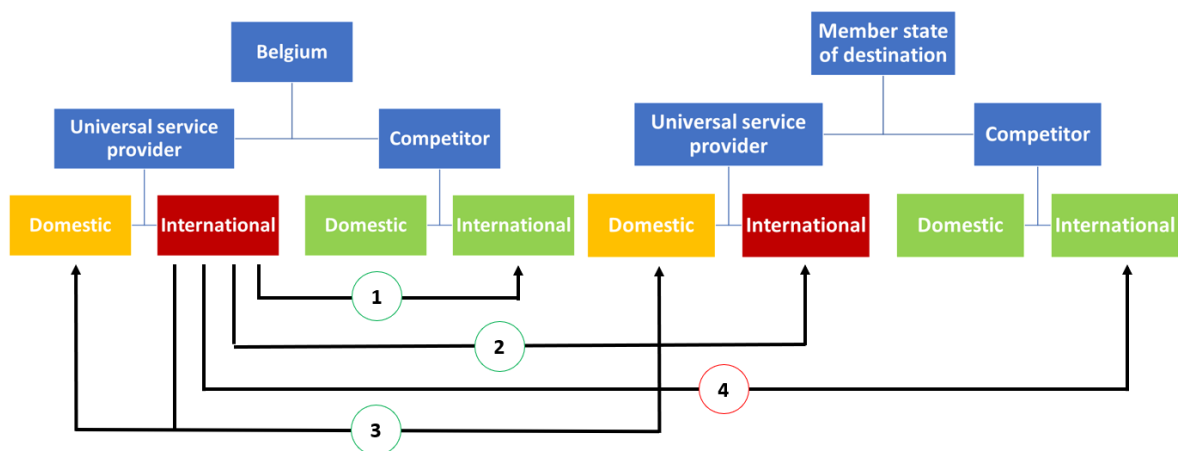 Belgium
Member state
of destination
Universal service
provider
Competitor
Universal service
provider
Competitor
Domestic
International
Domestic
International
Domestic
International
Domestic
International
1
2
4
3